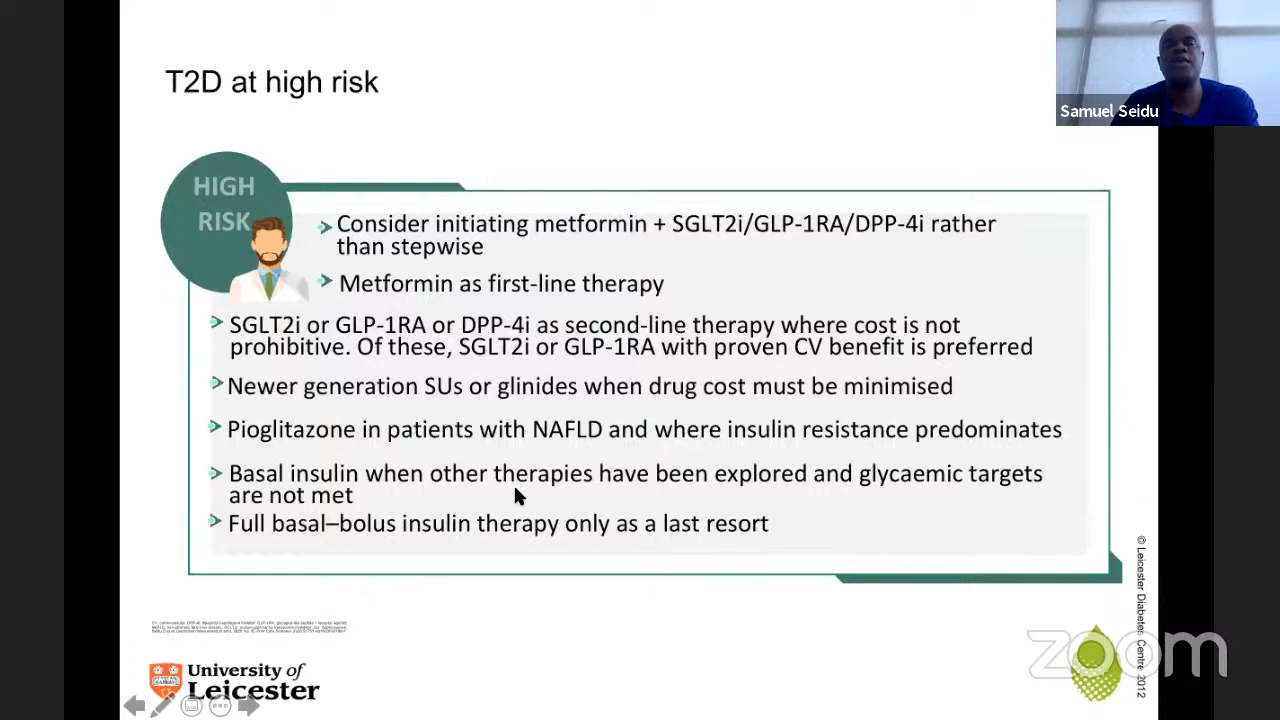 T2D at high risk
Samuel Seidu
HIGH
RISK
Consider initiating metformin + SGLT2i/GLP-1RA/DPP-4i rather
than stepwise
Metformin as first-line therapy
SGLT2i or GLP-1RA or DPP-4i as second-line therapy where cost is not
prohibitive. Of these, SGLT2i or GLP-1RA with proven CV benefit is preferred
Newer generation SUs or glinides when drug cost must be minimised
Pioglitazone in patients with NAFLD and where insulin resistance predominates
Basal insulin when other therapies have been explored and glycaemic targets
are not met
Full basal–bolus insulin therapy only as a last resort
© Leicester Diabetes Centre 2012
University of
Leicester
zoom